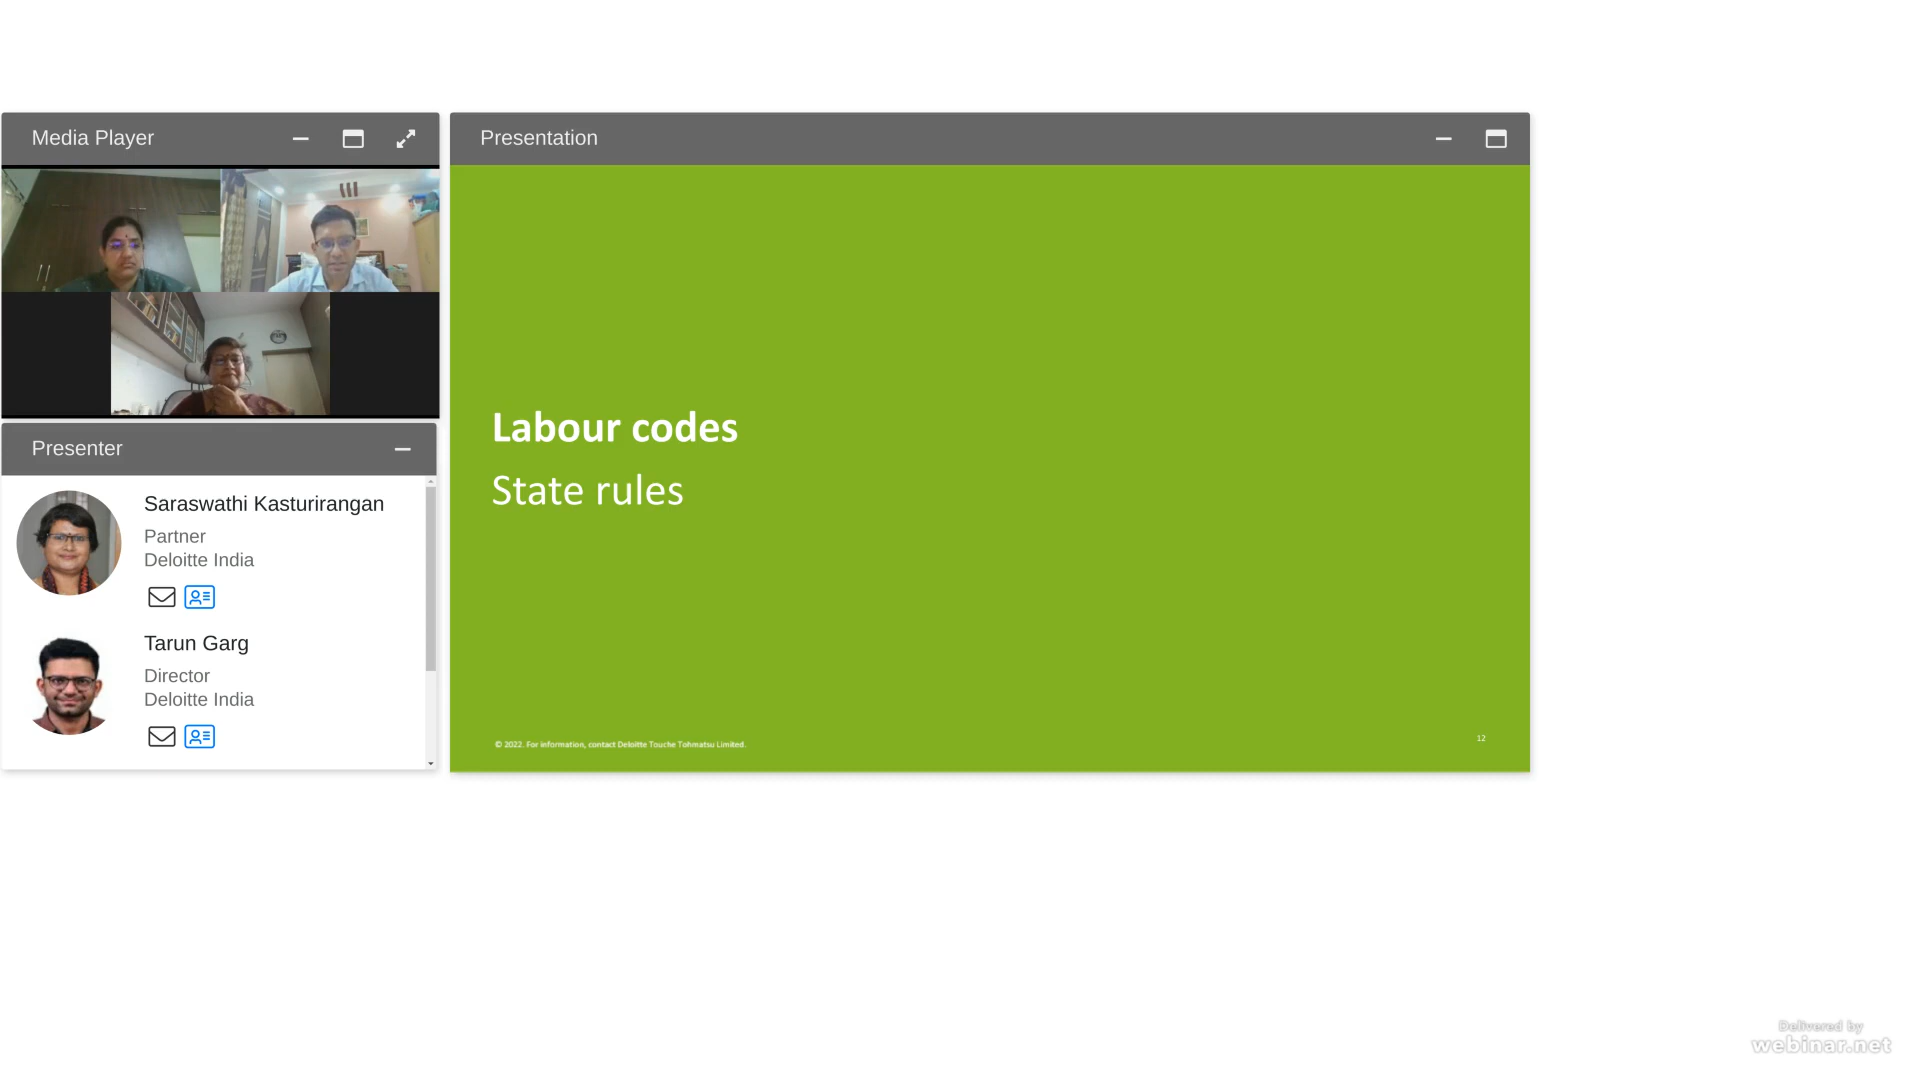 Media Player
Presentation
Labour codes
State rules
© 2022. For information, contact Deloitte Touche Tohmatsu Limited.
12
Presenter
Saraswathi Kasturirangan
Partner
Deloitte India
Tarun Garg
Director
Deloitte India
Delivered by
webinar.net